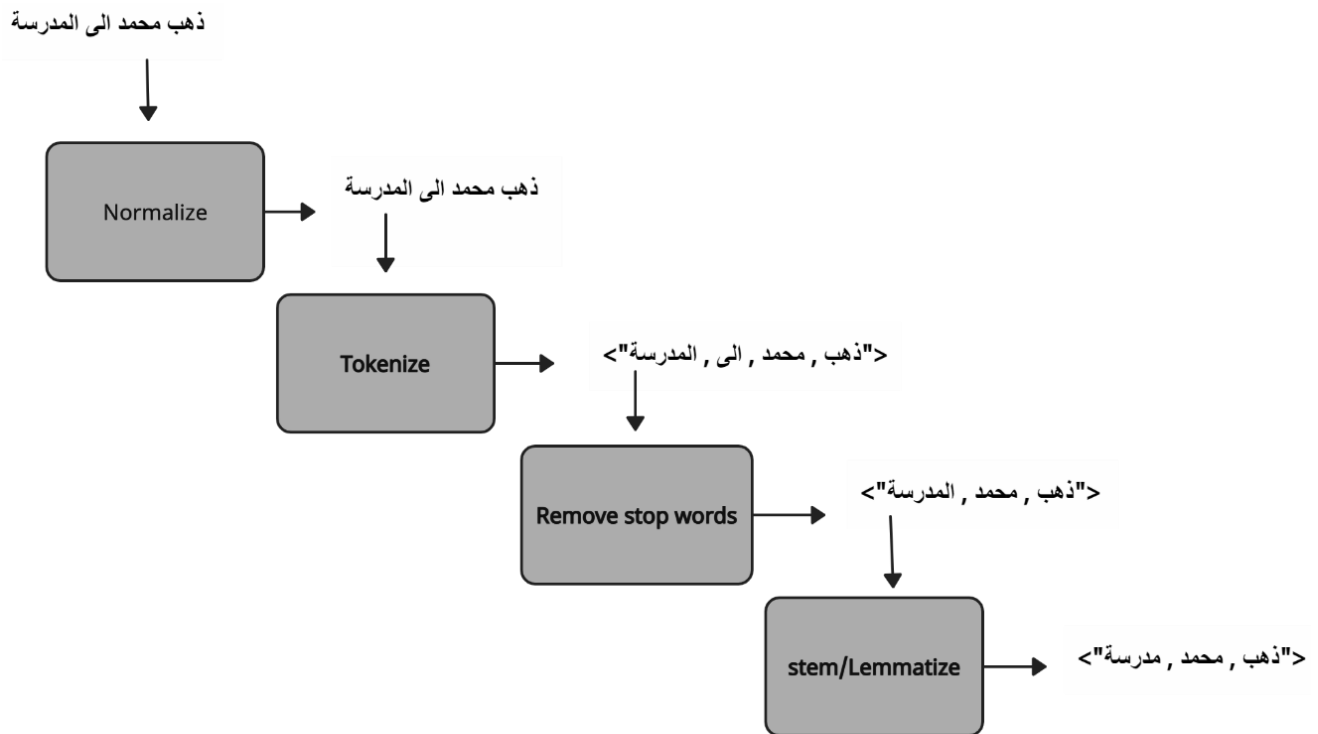 ذهب محمد الى المدرسة
Normalize
ذهب محمد الى المدرسة
Tokenize
<"ذهب , محمد , الى , المدرسة">
Remove stop words
<"ذهب , محمد , المدرسة">
stem/Lemmatize
<"ذهب , محمد , مدرسة">